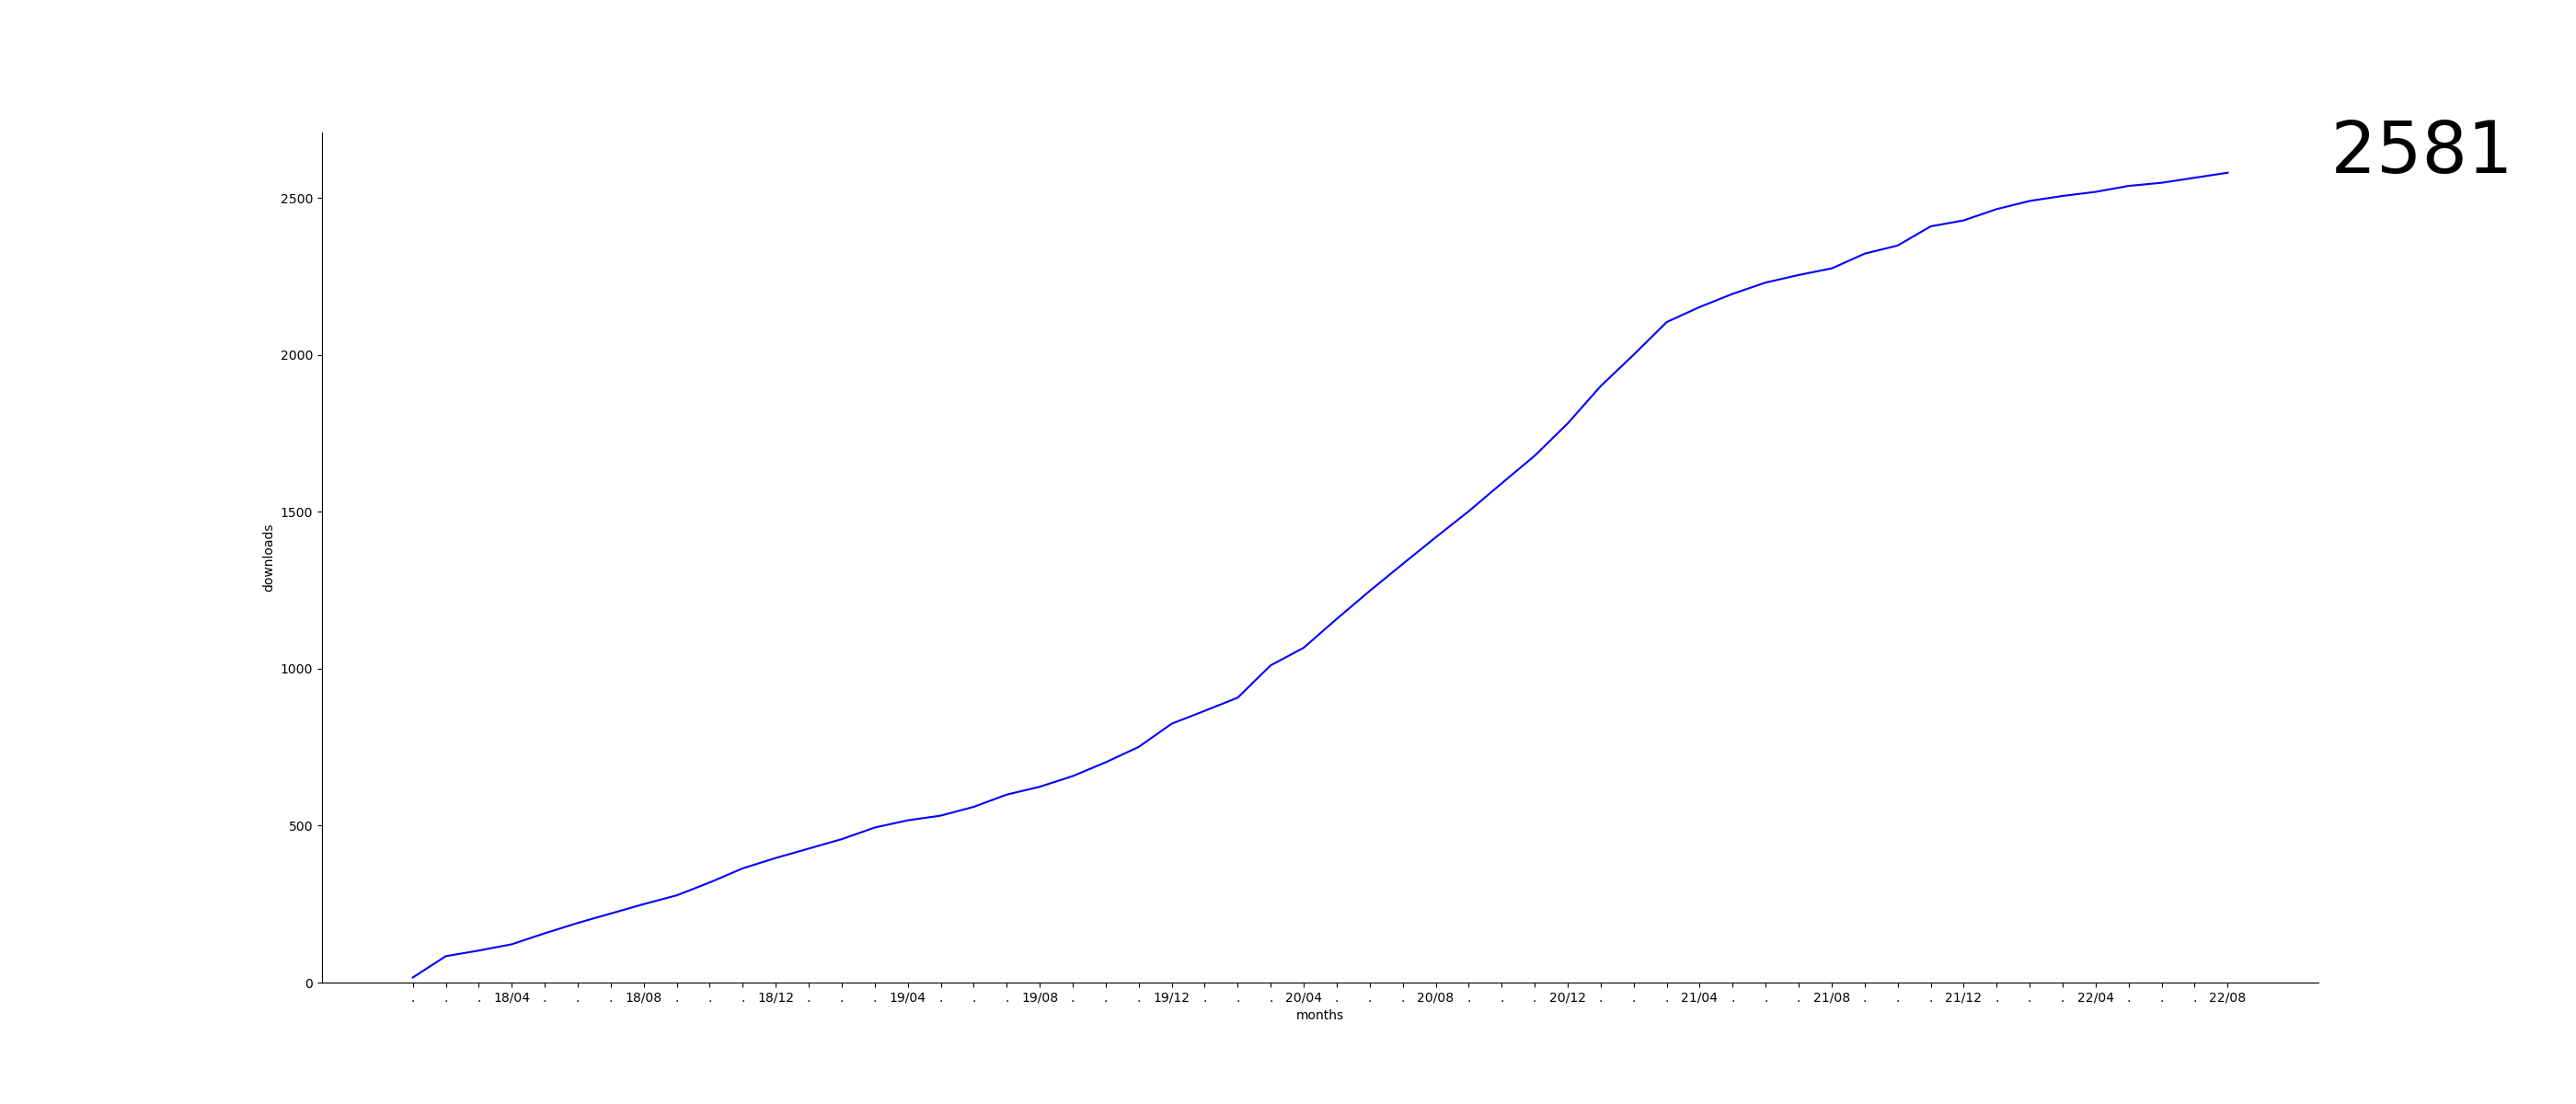 2581
2500
2000
1500
1000
500
0
downloads
. . . 18/04 . . . 18/08 . . . 18/12 . . . 19/04 . . . 19/08 . . . 19/12 . . . 20/04 . . . 20/08 . . . 20/12 . . . 21/04 . . . 21/08 . . . 21/12 . . . 22/04 . . . 22/08
months